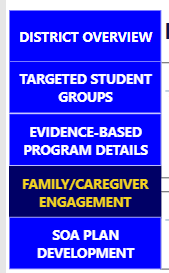 DISTRICT OVERVIEW
TARGETED STUDENT
GROUPS
EVIDENCE-BASED
PROGRAM DETAILS
FAMILY/CAREGIVER
ENGAGEMENT
SOA PLAN
DEVELOPMENT